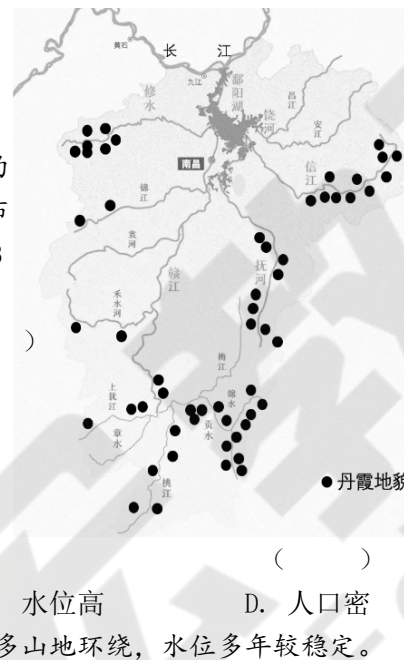 黄石
长 江
九江
鄱阳湖
修水
饶河
昌江
安江
南昌
信江
锦江
袁河
赣江
抚河
禾水河
梅江
上犹江
绵水
章水
贡水
桃江
)
●丹霞地貌
( )
水位高 D. 人口密
多山地环绕，水位多年较稳定。